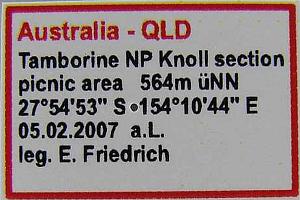 Australia - QLD
Tamborine NP Knoll section
picnic area 564m üNN
27°54'53" S 154°10'44" E
05.02.2007 a.L.
leg. E. Friedrich